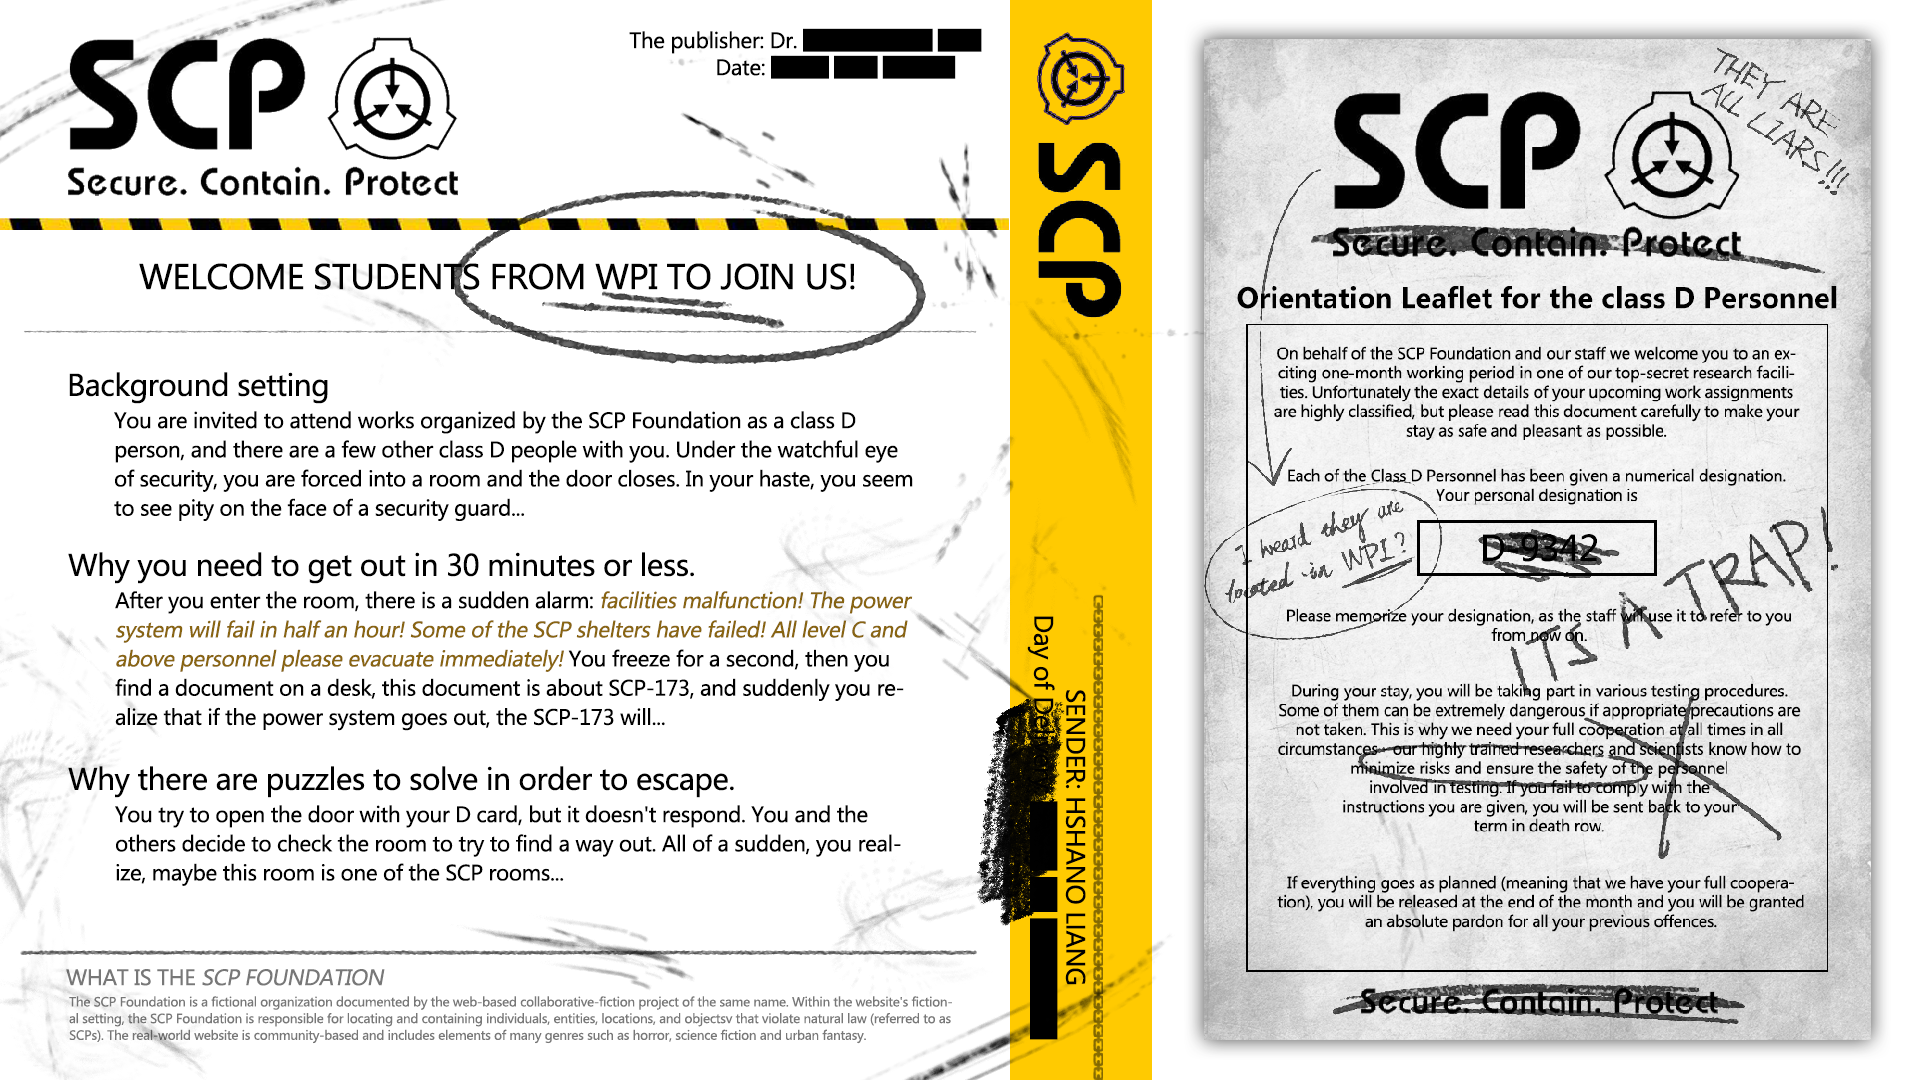 SCP
Secure. Contain. Protect
The publisher: Dr.
Date:
WELCOME STUDENTS FROM WPI TO JOIN US!
Background setting
You are invited to attend works organized by the SCP Foundation as a class D
person, and there are a few other class D people with you. Under the watchful eye
of security, you are forced into a room and the door closes. In your haste, you seem
to see pity on the face of a security guard...
Why you need to get out in 30 minutes or less.
After you enter the room, there is a sudden alarm: facilities malfunction! The power
system will fail in half an hour! Some of the SCP shelters have failed! All level C and
above personnel please evacuate immediately! You freeze for a second, then you
find a document on a desk, this document is about SCP-173, and suddenly you re-
alize that if the power system goes out, the SCP-173 will...
Why there are puzzles to solve in order to escape.
You try to open the door with your D card, but it doesn't respond. You and the
others decide to check the room to try to find a way out. All of a sudden, you real-
ize, maybe this room is one of the SCP rooms...
WHAT IS THE SCP FOUNDATION
The SCP Foundation is a fictional organization documented by the web-based collaborative-fiction project of the same name. Within the website's fiction-
al setting, the SCP Foundation is responsible for locating and containing individuals, entities, locations, and objectsv that violate natural law (referred to as
SCPs). The real-world website is community-based and includes elements of many genres such as horror, science fiction and urban fantasy.
SCP
Day of
SENDER: HSHANO LIANG
THEY ARE
ALL LIARS!!!
SCP
Secure. Contain. Protect
Orientation Leaflet for the class D Personnel
On behalf of the SCP Foundation and our staff we welcome you to an ex-
citing one-month working period in one of our top-secret research facili-
ties. Unfortunately the exact details of your upcoming work assignments
are highly classified, but please read this document carefully to make your
stay as safe and pleasant as possible.
Each of the Class D Personnel has been given a numerical designation.
Your personal designation is
I heard they are
located in WPI?
D-9342
ITS A TRAP!
Please memorize your designation, as the staff will use it to refer to you
from now on.
During your stay, you will be taking part in various testing procedures.
Some of them can be extremely dangerous if appropriate precautions are
not taken. This is why we need your full cooperation at all times in all
circumstances - our highly trained researchers and scientists know how to
minimize risks and ensure the safety of the personnel
involved in testing. If you fail to comply with the
instructions you are given, you will be sent back to your
term in death row.
If everything goes as planned (meaning that we have your full coopera-
tion), you will be released at the end of the month and you will be granted
an absolute pardon for all your previous offences.
Secure. Contain. Protect